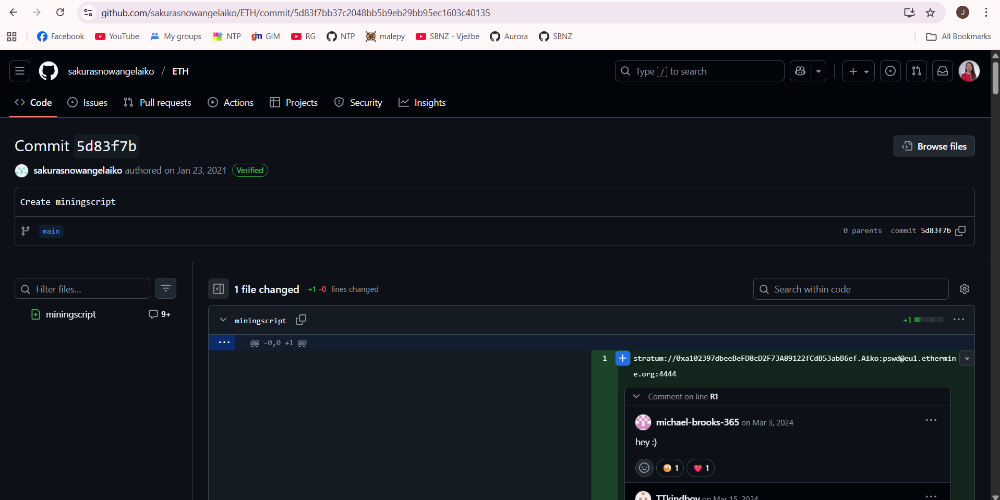 github.com/sakurasnowangelaiko/ETH/commit/5d83f7bb37c2048bb5b9eb29bb95ec1603c40135
J
Facebook YouTube My groups NTP gm GIM RG NTP malepy SBNZ - Vježbe Aurora SBNZ All Bookmarks
sakurasnowangelaiko / ETH
Type / to search
Code Issues Pull requests Actions Projects Security Insights
Commit 5d83f7b
Browse files
sakurasnowangelaiko authored on Jan 23, 2021 Verified
Create miningscript
main
0 parents commit 5d83f7b
Filter files...
1 file changed +1 -0 lines changed
Search within code
miningscript 9+
miningscript
+1
@@ -0,0 +1 @@
1 + stratum://0xa102397dbeeBeFD8cD2F73A89122fCdB53abB6ef.Aiko:pswd@eu1.ethermin
e.org:4444
Comment on line R1
michael-brooks-365 on Mar 3, 2024
hey :)
1 1
TTkindboy on Mar 15, 2024